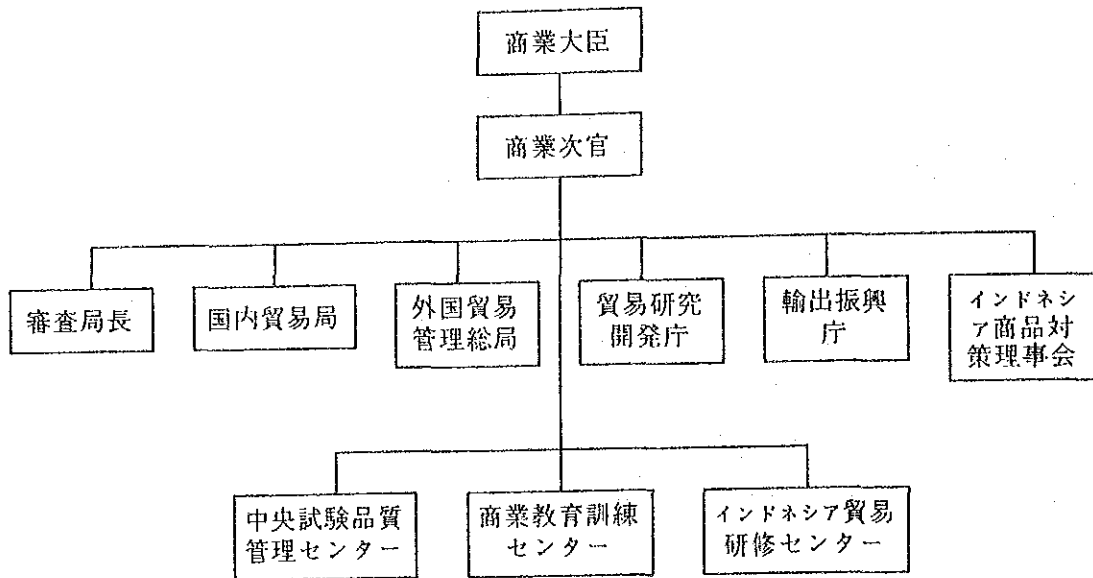 商業大臣
商業次官
審査局長
国内貿易局
外国貿易
管理総局
貿易研究
開発庁
輸出振興
庁
インドネシ
ア商品対
策理事会
中央試験品質
管理センター
商業教育訓練
センター
インドネシア貿易
研修センター